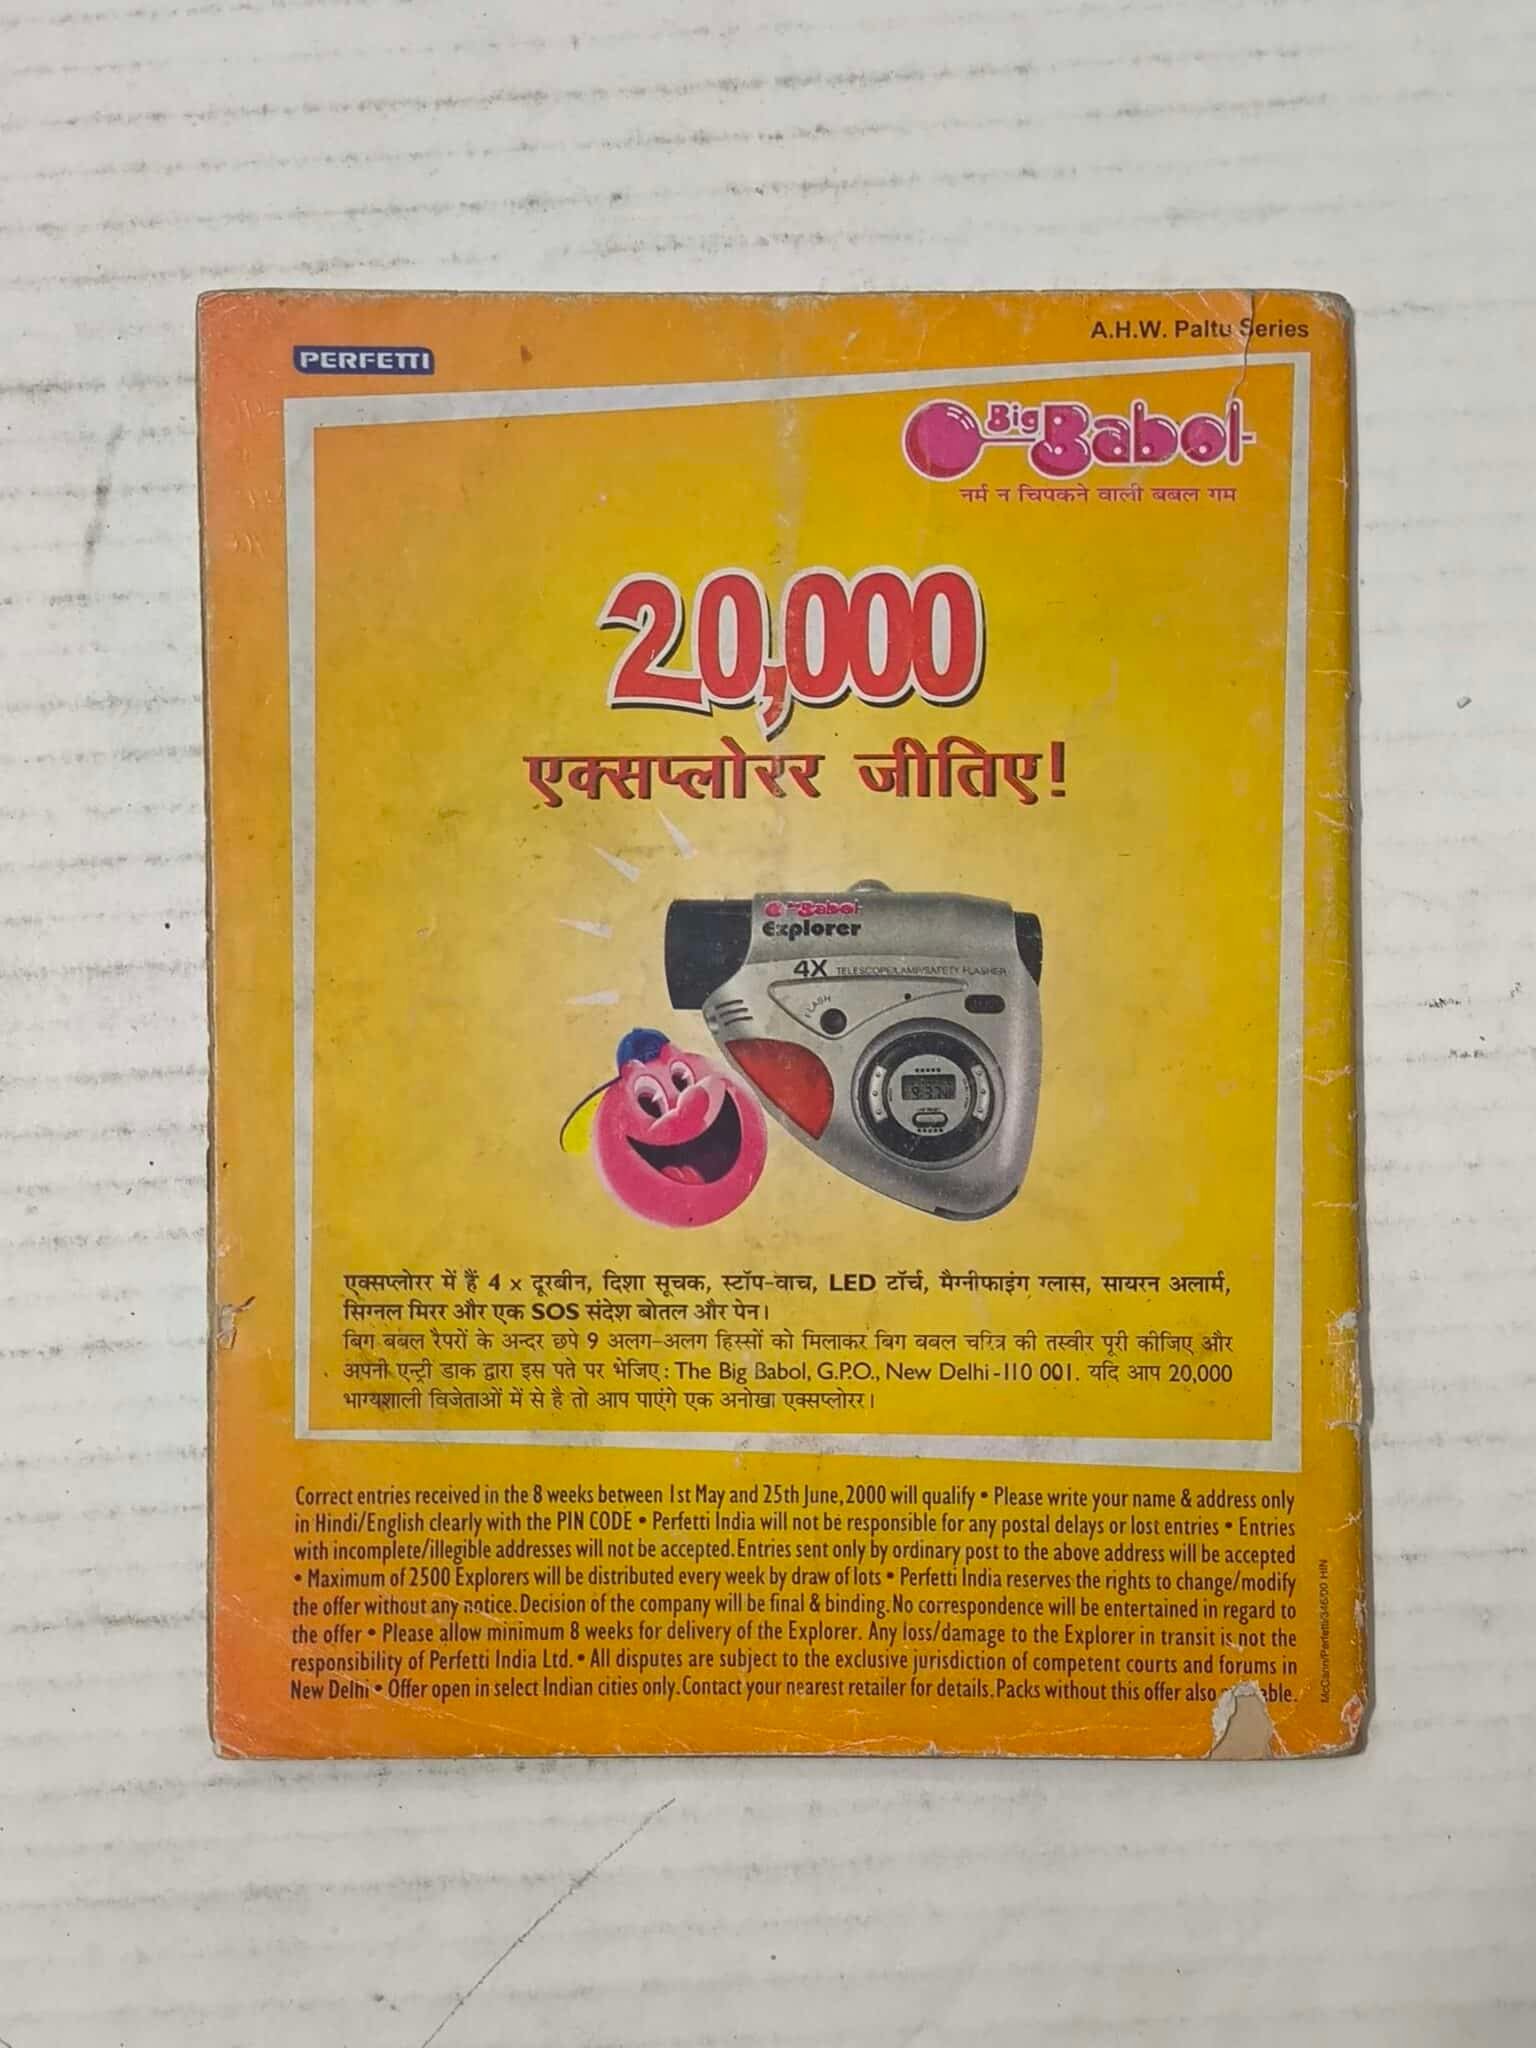 A.H.W. Paltu Series
PERFETTI
Big Babol
नर्म न चिपकने वाली बबल गम
20,000
एक्सप्लोरर जीतिए!
Big Babol
Explorer
4X TELESCOPE/LAMP/SAFETY FLASHER
FLASH
एक्सप्लोरर में हैं 4 x दूरबीन, दिशा सूचक, स्टॉप-वाच, LED टॉर्च, मैग्नीफाइंग ग्लास, सायरन अलार्म,
सिग्नल मिरर और एक SOS संदेश बोतल और पेन।
बिग बबल रैपरों के अन्दर छपे 9 अलग-अलग हिस्सों को मिलाकर बिग बबल चरित्र की तस्वीर पूरी कीजिए और
अपनी एन्ट्री डाक द्वारा इस पते पर भेजिए : The Big Babol, G.P.O., New Delhi-110 001. यदि आप 20,000
भाग्यशाली विजेताओं में से है तो आप पाएंगे एक अनोखा एक्सप्लोरर।
Correct entries received in the 8 weeks between 1st May and 25th June, 2000 will qualify • Please write your name & address only
in Hindi/English clearly with the PIN CODE • Perfetti India will not be responsible for any postal delays or lost entries • Entries
with incomplete/illegible addresses will not be accepted. Entries sent only by ordinary post to the above address will be accepted
• Maximum of 2500 Explorers will be distributed every week by draw of lots • Perfetti India reserves the rights to change/modify
the offer without any notice. Decision of the company will be final & binding. No correspondence will be entertained in regard to
the offer • Please allow minimum 8 weeks for delivery of the Explorer. Any loss/damage to the Explorer in transit is not the
responsibility of Perfetti India Ltd. • All disputes are subject to the exclusive jurisdiction of competent courts and forums in
New Delhi • Offer open in select Indian cities only. Contact your nearest retailer for details. Packs without this offer also
McCann/Perfetti/346/00 HIN